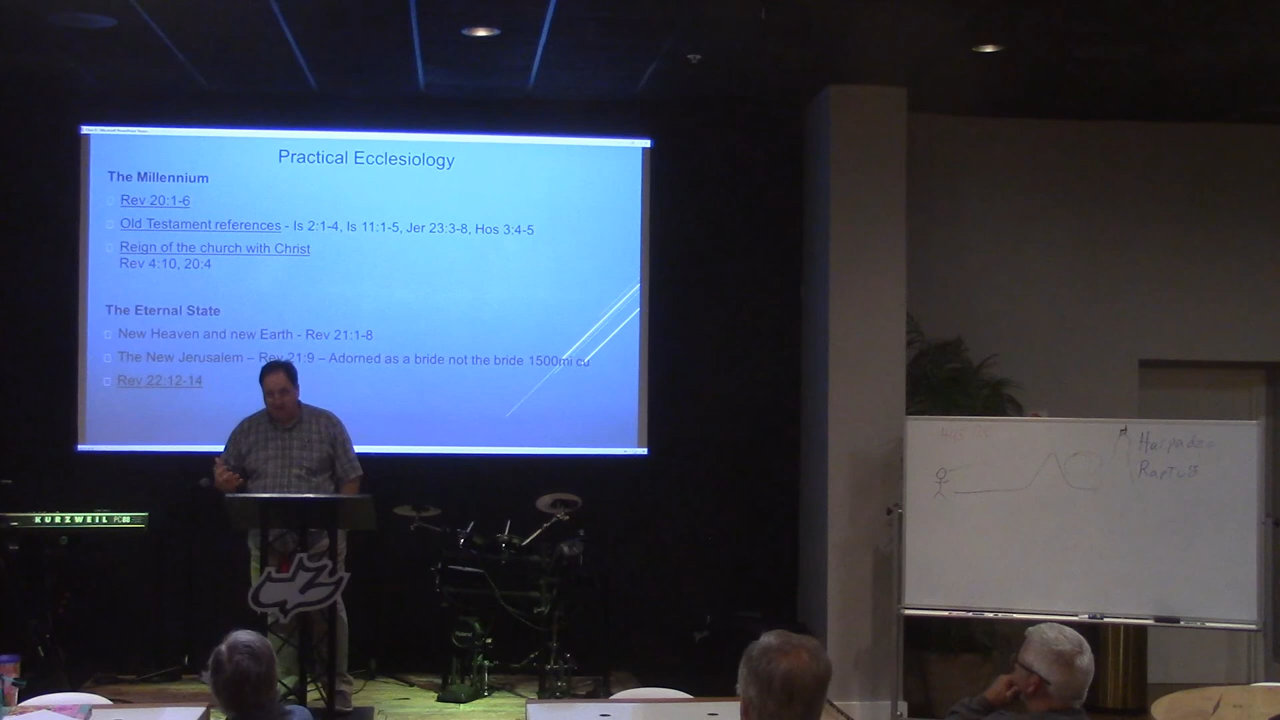 Practical Ecclesiology
The Millennium
Rev 20:1-6
Old Testament references - Is 2:1-4, Is 11:1-5, Jer 23:3-8, Hos 3:4-5
Reign of the church with Christ
Rev 4:10, 20:4
The Eternal State
New Heaven and new Earth - Rev 21:1-8
The New Jerusalem – Rev 21:9 – Adorned as a bride not the bride 1500mi cu
Rev 22:12-14
Harpadzo
Raptus
KURZWEIL PC88
Roland